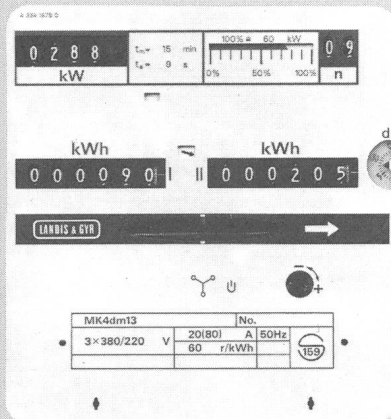 100% ≙ 60 kW
0 2 8 8
tm= 15 min
te= 9 s
0 9
kW
0% 50% 100%
n
kWh kWh
d
0 0 0 0 9 0 I II 0 0 0 2 0 5
LANDIS & GYR
− +
MK4dm13 No.
3×380/220 V 20(80) A 50Hz
60 r/kWh
159